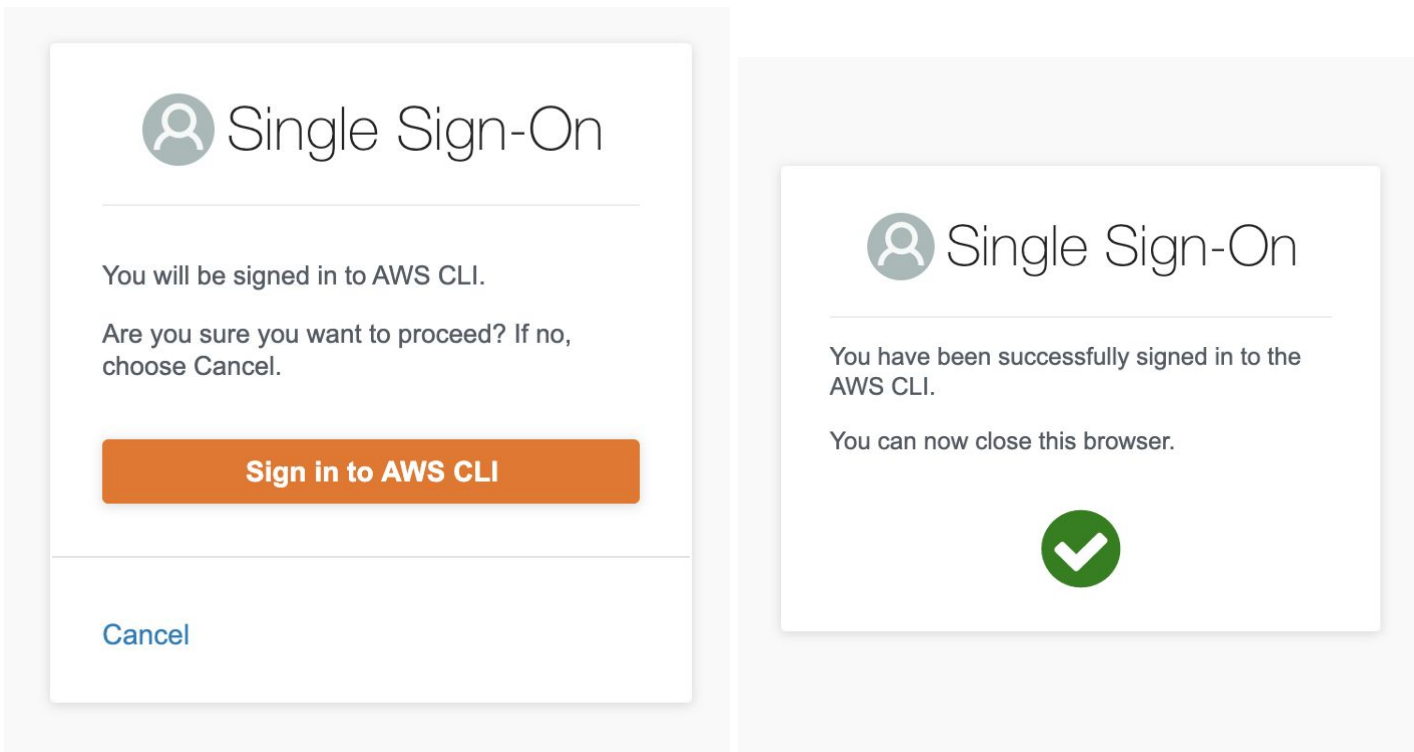 Single Sign-On
You will be signed in to AWS CLI.
Are you sure you want to proceed? If no,
choose Cancel.
Sign in to AWS CLI
Cancel
Single Sign-On
You have been successfully signed in to the
AWS CLI.
You can now close this browser.